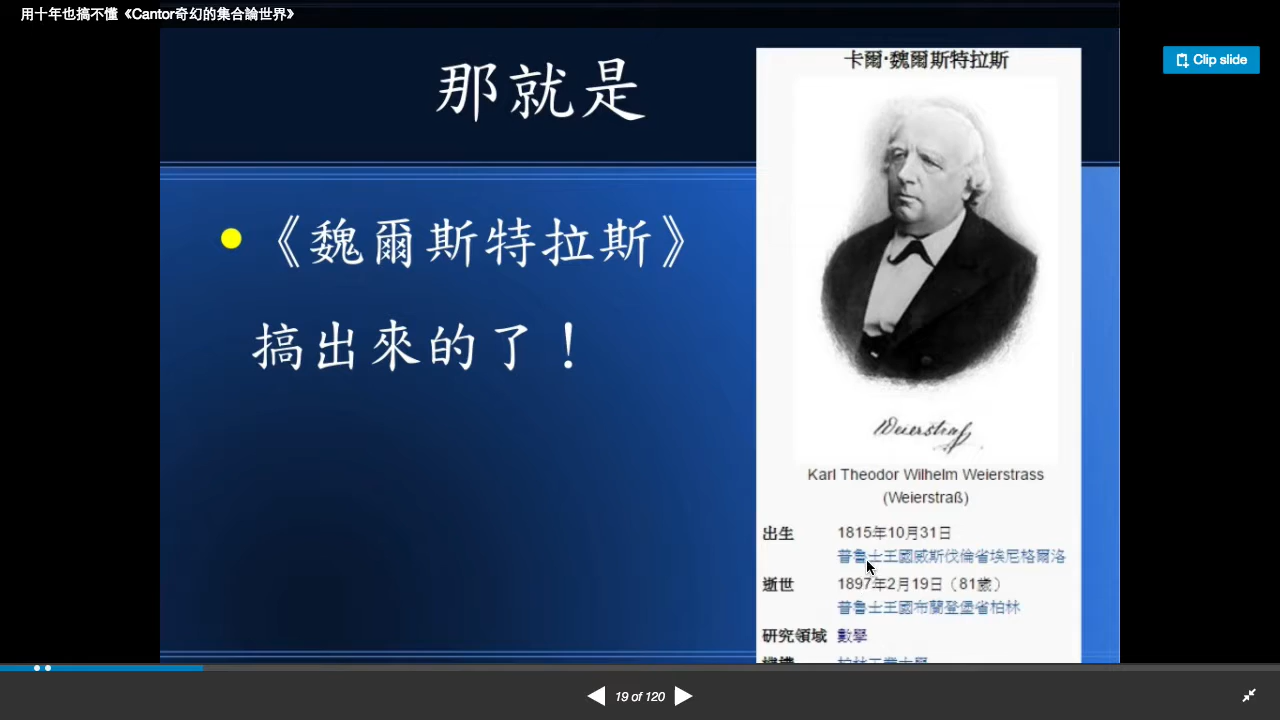 用十年也搞不懂《Cantor奇幻的集合論世界》
Clip slide
那就是
《魏爾斯特拉斯》
搞出來的了！
卡爾·魏爾斯特拉斯
Weierstraß
Karl Theodor Wilhelm Weierstrass
(Weierstraß)
出生 1815年10月31日
普魯士王國威斯伐倫省埃尼格爾洛
逝世 1897年2月19日（81歲）
普魯士王國布蘭登堡省柏林
研究領域 數學
19 of 120